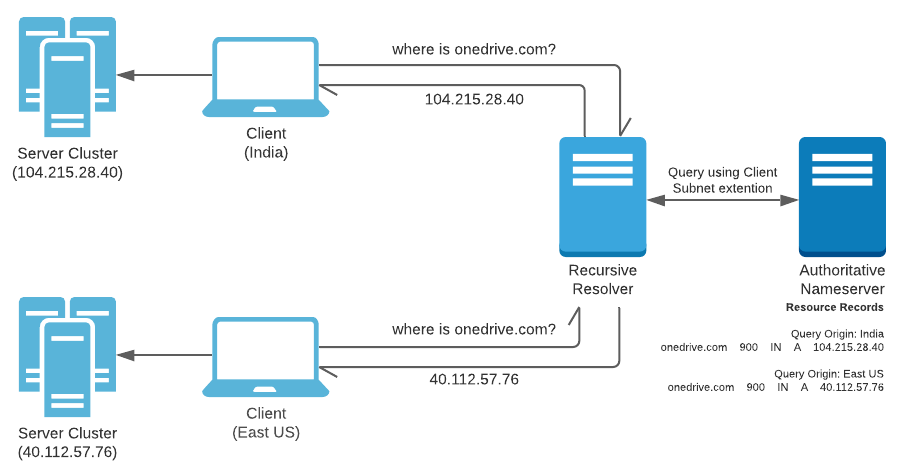 where is onedrive.com?
104.215.28.40
Client
(India)
Server Cluster
(104.215.28.40)
Query using Client
Subnet extention
Recursive
Resolver
Authoritative
Nameserver
Resource Records
Query Origin: India
onedrive.com 900 IN A 104.215.28.40
Query Origin: East US
onedrive.com 900 IN A 40.112.57.76
where is onedrive.com?
40.112.57.76
Client
(East US)
Server Cluster
(40.112.57.76)